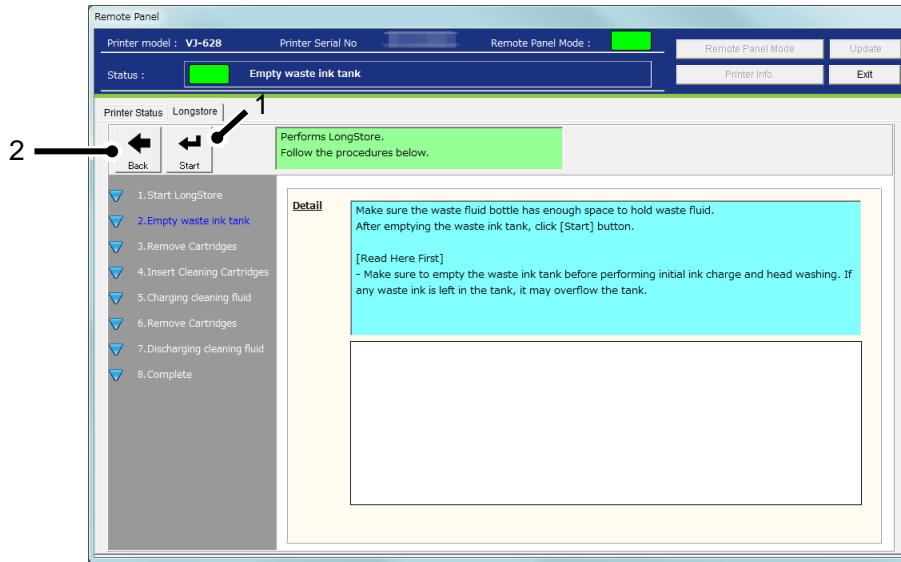 Remote Panel
Printer model : VJ-628 Printer Serial No Remote Panel Mode :
Remote Panel Mode Update
Status : Empty waste ink tank
Printer Info. Exit
Printer Status Longstore
1
2
Back Start
Performs LongStore.
Follow the procedures below.
1.Start LongStore
2.Empty waste ink tank
3.Remove Cartridges
4.Insert Cleaning Cartridges
5.Charging cleaning fluid
6.Remove Cartridges
7.Discharging cleaning fluid
8.Complete
Detail
Make sure the waste fluid bottle has enough space to hold waste fluid.
After emptying the waste ink tank, click [Start] button.
[Read Here First]
- Make sure to empty the waste ink tank before performing initial ink charge and head washing. If
any waste ink is left in the tank, it may overflow the tank.